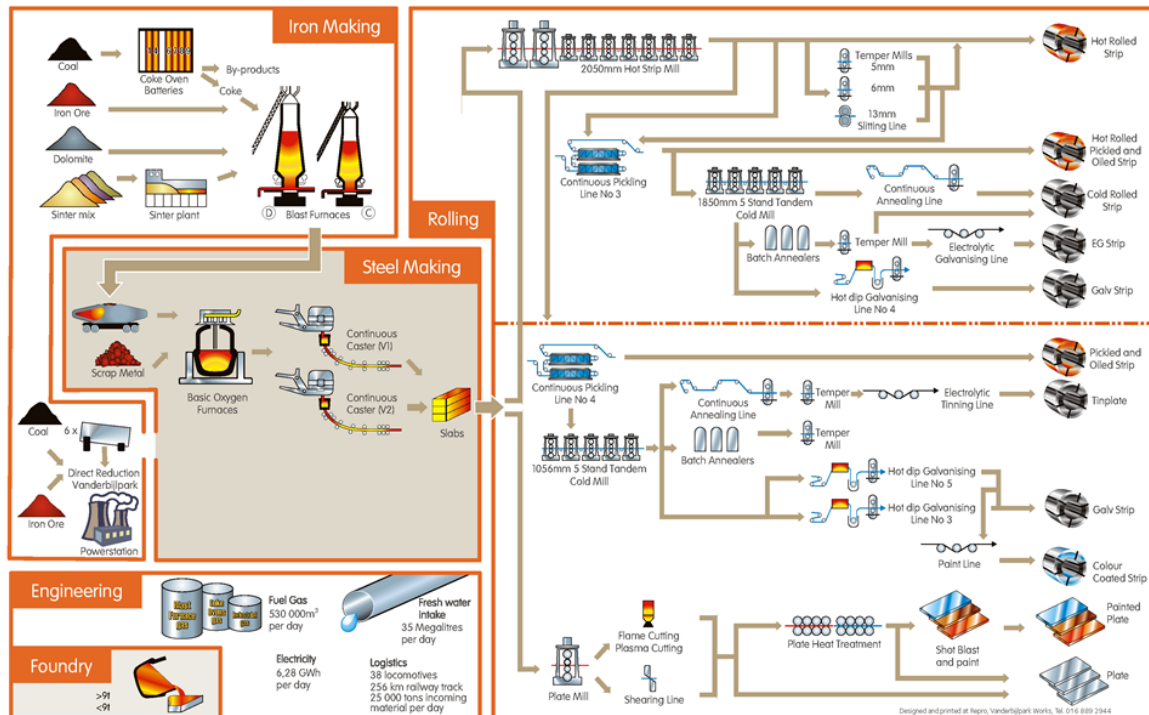 Iron Making
Coal
Coke Oven
Batteries
By-products
Coke
Iron Ore
Dolomite
Sinter mix
Sinter plant
D
Blast Furnaces
C
Steel Making
Scrap Metal
Basic Oxygen
Furnaces
Continuous
Caster (V1)
Continuous
Caster (V2)
Slabs
Coal
6 x
Direct Reduction
Vanderbijlpark
Iron Ore
Powerstation
Engineering
Blast
Furnace
gas
Coke
Ovens
gas
Fuel Gas
530 000m³
per day
Fresh water
intake
35 Megalitres
per day
Electricity
6,28 GWh
per day
Logistics
38 locomotives
256 km railway track
25 000 tons incoming
material per day
Foundry
>9t
<9t
Rolling
2050mm Hot Strip Mill
Temper Mills
5mm
6mm
13mm
Slitting Line
Hot Rolled
Strip
Continuous Pickling
Line No 3
Hot Rolled
Pickled and
Oiled Strip
1850mm 5 Stand Tandem
Cold Mill
Continuous
Annealing Line
Cold Rolled
Strip
Batch Annealers
Temper Mill
Electrolytic
Galvanising Line
EG Strip
Hot dip Galvanising
Line No 4
Galv Strip
Continuous Pickling
Line No 4
Pickled and
Oiled Strip
Continuous
Annealing Line
Temper
Mill
Electrolytic
Tinning Line
Tinplate
1056mm 5 Stand Tandem
Cold Mill
Batch Annealers
Temper
Mill
Hot dip Galvanising
Line No 5
Hot dip Galvanising
Line No 3
Galv Strip
Paint Line
Colour
Coated Strip
Plate Mill
Flame Cutting
Plasma Cutting
Shearing Line
Plate Heat Treatment
Shot Blast
and paint
Painted
Plate
Plate
Designed and printed at Repro, Vanderbijlpark Works, Tel. 016 889 2944